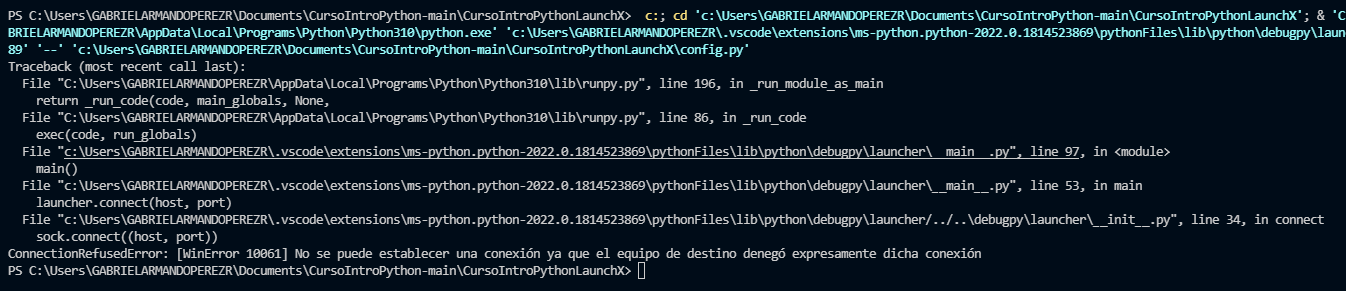 PS C:\Users\GABRIELARMANDOPEREZR\Documents\CursoIntroPython-main\CursoIntroPythonLaunchX>  c:; cd 'c:\Users\GABRIELARMANDOPEREZR\Documents\CursoIntroPython-main\CursoIntroPythonLaunchX'; & 'C
BRIELARMANDOPEREZR\AppData\Local\Programs\Python\Python310\python.exe' 'c:\Users\GABRIELARMANDOPEREZR\.vscode\extensions\ms-python.python-2022.0.1814523869\pythonFiles\lib\python\debugpy\laun
89' '--' 'c:\Users\GABRIELARMANDOPEREZR\Documents\CursoIntroPython-main\CursoIntroPythonLaunchX\config.py'
Traceback (most recent call last):
  File "C:\Users\GABRIELARMANDOPEREZR\AppData\Local\Programs\Python\Python310\lib\runpy.py", line 196, in _run_module_as_main
    return _run_code(code, main_globals, None,
  File "C:\Users\GABRIELARMANDOPEREZR\AppData\Local\Programs\Python\Python310\lib\runpy.py", line 86, in _run_code
    exec(code, run_globals)
  File "c:\Users\GABRIELARMANDOPEREZR\.vscode\extensions\ms-python.python-2022.0.1814523869\pythonFiles\lib\python\debugpy\launcher\__main__.py", line 97, in <module>
    main()
  File "c:\Users\GABRIELARMANDOPEREZR\.vscode\extensions\ms-python.python-2022.0.1814523869\pythonFiles\lib\python\debugpy\launcher\__main__.py", line 53, in main
    launcher.connect(host, port)
  File "c:\Users\GABRIELARMANDOPEREZR\.vscode\extensions\ms-python.python-2022.0.1814523869\pythonFiles\lib\python\debugpy\launcher/../..\debugpy\launcher\__init__.py", line 34, in connect
    sock.connect((host, port))
ConnectionRefusedError: [WinError 10061] No se puede establecer una conexión ya que el equipo de destino denegó expresamente dicha conexión
PS C:\Users\GABRIELARMANDOPEREZR\Documents\CursoIntroPython-main\CursoIntroPythonLaunchX>